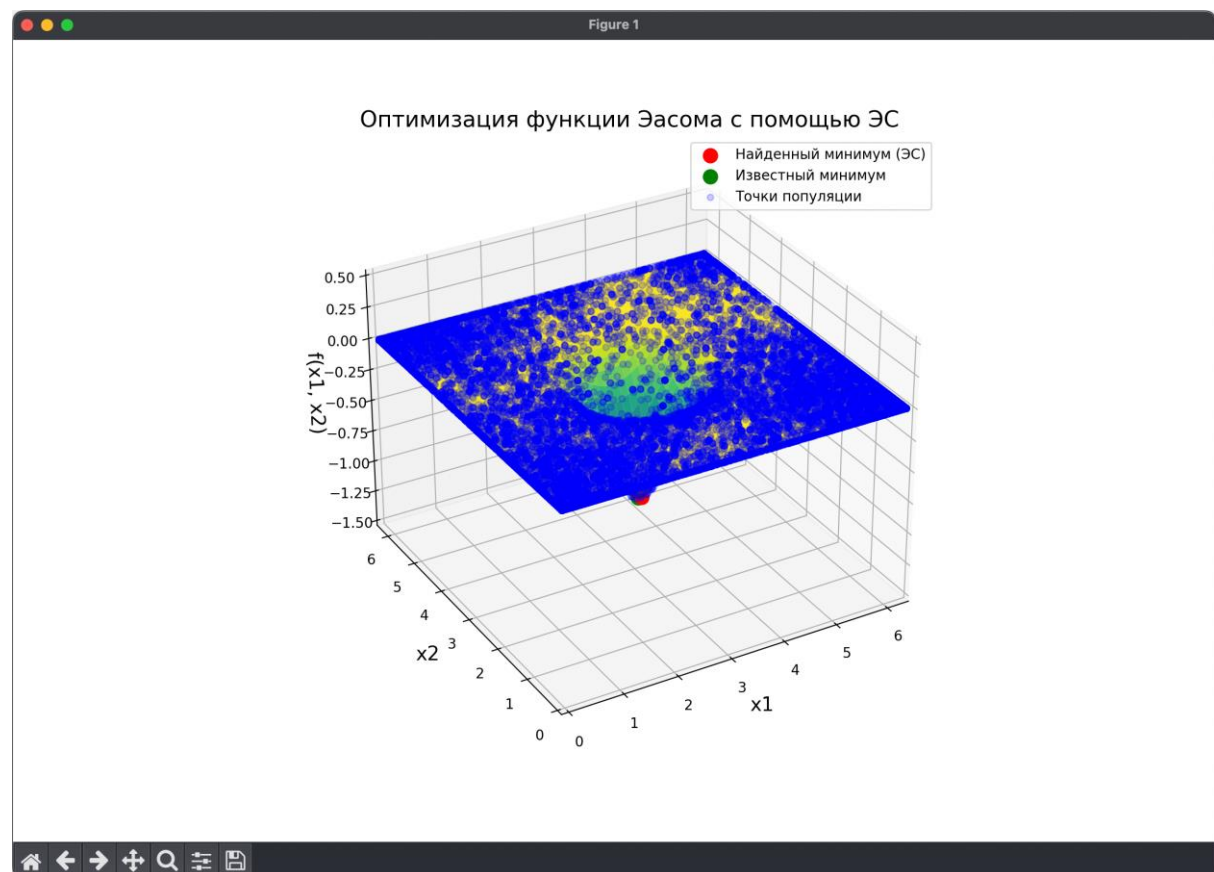 Figure 1
Оптимизация функции Эасома с помощью ЭС
Найденный минимум (ЭС)
Известный минимум
Точки популяции
0.50
0.25
0.00
−0.25
−0.50
−0.75
−1.00
−1.25
−1.50
f(x1, x2)
6
5
4
3
2
1
0
x2
0
1
2
3
4
5
6
x1